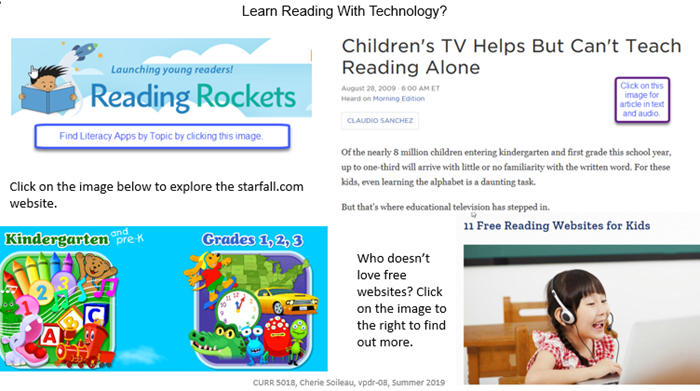 Learn Reading With Technology?
Launching young readers!
Reading Rockets
Find Literacy Apps by Topic by clicking this image.
Click on the image below to explore the starfall.com
website.
Children's TV Helps But Can't Teach
Reading Alone
August 28, 2009 · 6:00 AM ET
Heard on Morning Edition
CLAUDIO SANCHEZ
Click on this
image for
article in text
and audio.
Of the nearly 8 million children entering kindergarten and first grade this school year,
up to one-third will arrive with little or no familiarity with the written word. For these
kids, even learning the alphabet is a daunting task.
But that's where educational television has stepped in.
Kindergarten and
pre-K
1 2 3
A B C
Grades 1, 2, 3
Who doesn't
love free
websites? Click
on the image to
the right to find
out more.
11 Free Reading Websites for Kids
CURR 5018, Cherie Soileau, vpdr-08, Summer 2019